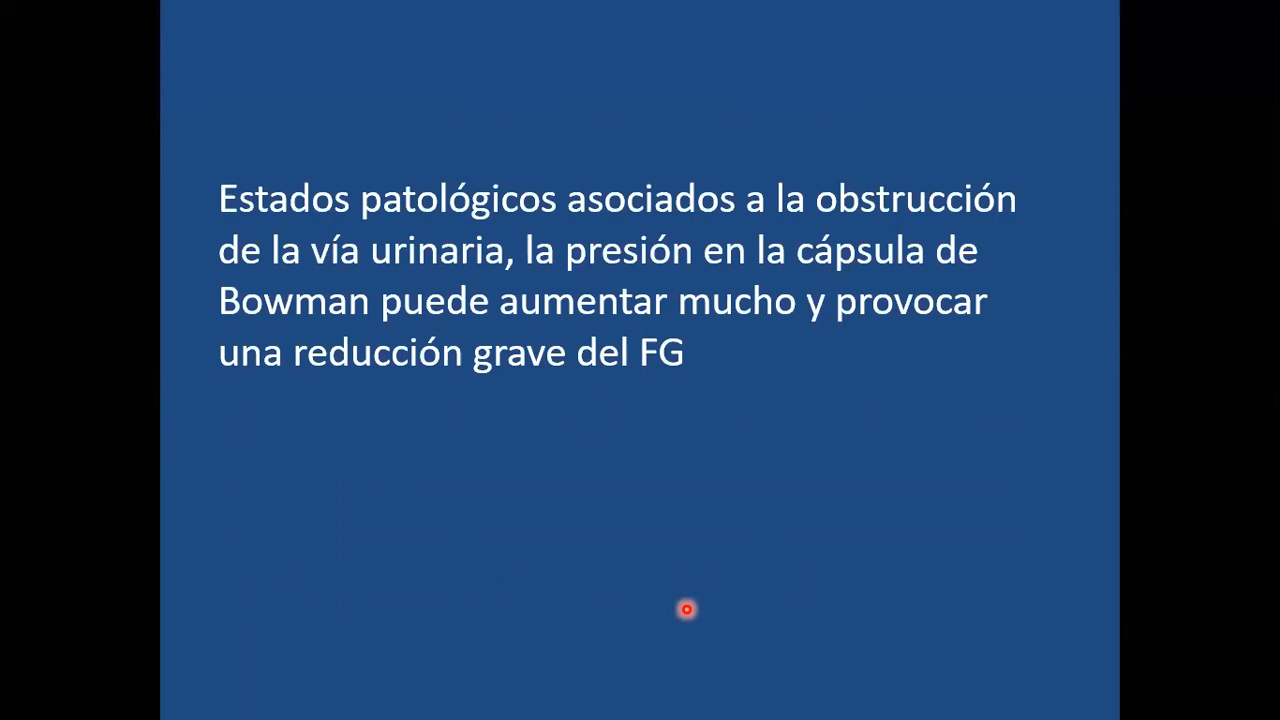 Estados patológicos asociados a la obstrucción
de la vía urinaria, la presión en la cápsula de
Bowman puede aumentar mucho y provocar
una reducción grave del FG